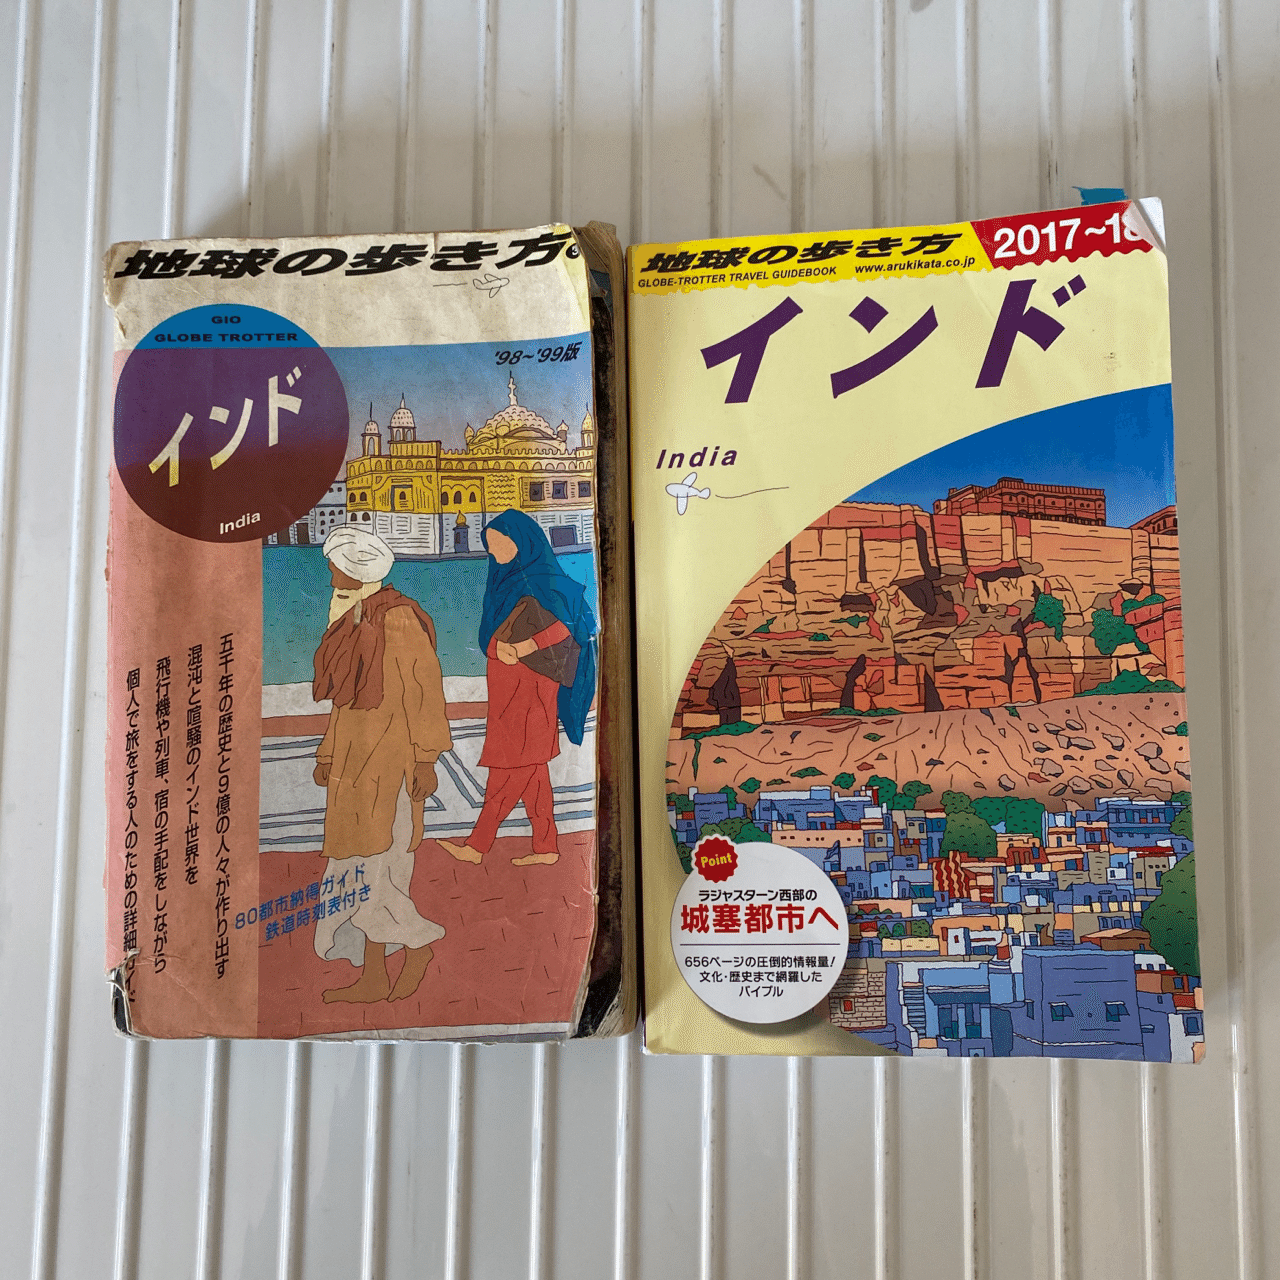 地球の歩き方
GIO
GLOBE TROTTER
インド
India
'98~'99版
五千年の歴史と9億の人々が作り出す
混沌と喧騒のインド世界を
飛行機や列車、宿の手配をしながら
個人で旅をする人のための詳細ガイド
80都市納得ガイド
鉄道時刻表付き
地球の歩き方
GLOBE-TROTTER TRAVEL GUIDEBOOK
www.arukikata.co.jp
2017~18
インド
India
Point
ラジャスターン西部の
城塞都市へ
656ページの圧倒的情報量!
文化・歴史まで網羅した
バイブル